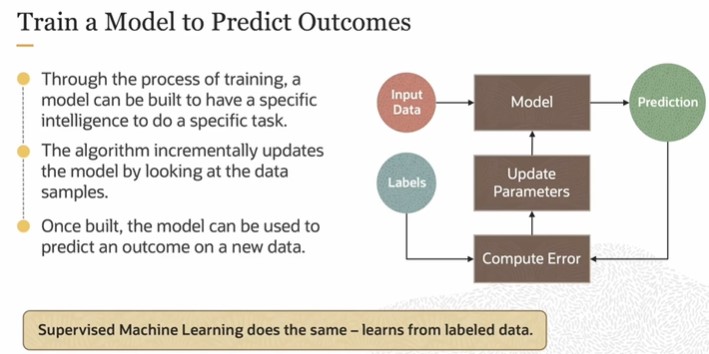 Train a Model to Predict Outcomes
Through the process of training, a
model can be built to have a specific
intelligence to do a specific task.
The algorithm incrementally updates
the model by looking at the data
samples.
Once built, the model can be used to
predict an outcome on a new data.
Input
Data
Model
Prediction
Labels
Update
Parameters
Compute Error
Supervised Machine Learning does the same – learns from labeled data.